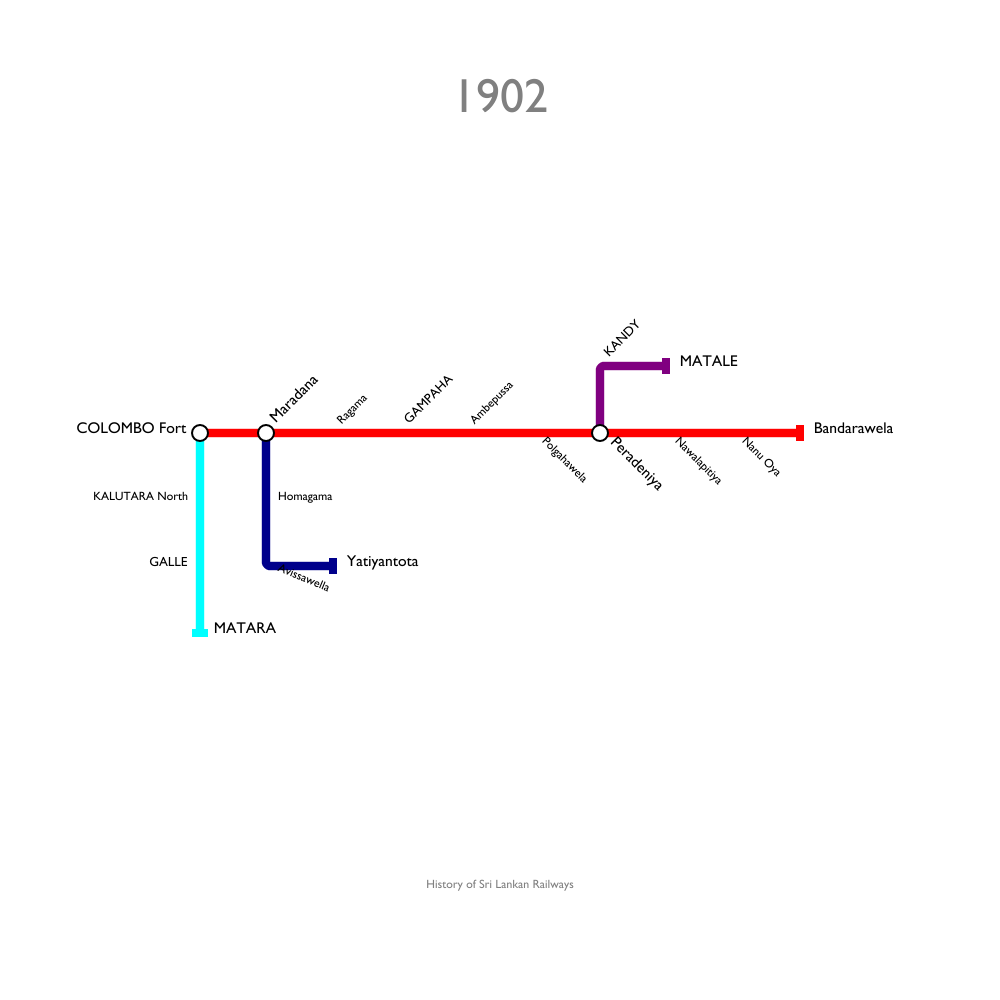 1902
KANDY
MATALE
Maradana
Ragama
GAMPAHA
Ambepussa
COLOMBO Fort
Bandarawela
Polgahawela
Peradeniya
Nawalapitiya
Nanu Oya
KALUTARA North
Homagama
GALLE
Avissawella
Yatiyantota
MATARA
History of Sri Lankan Railways